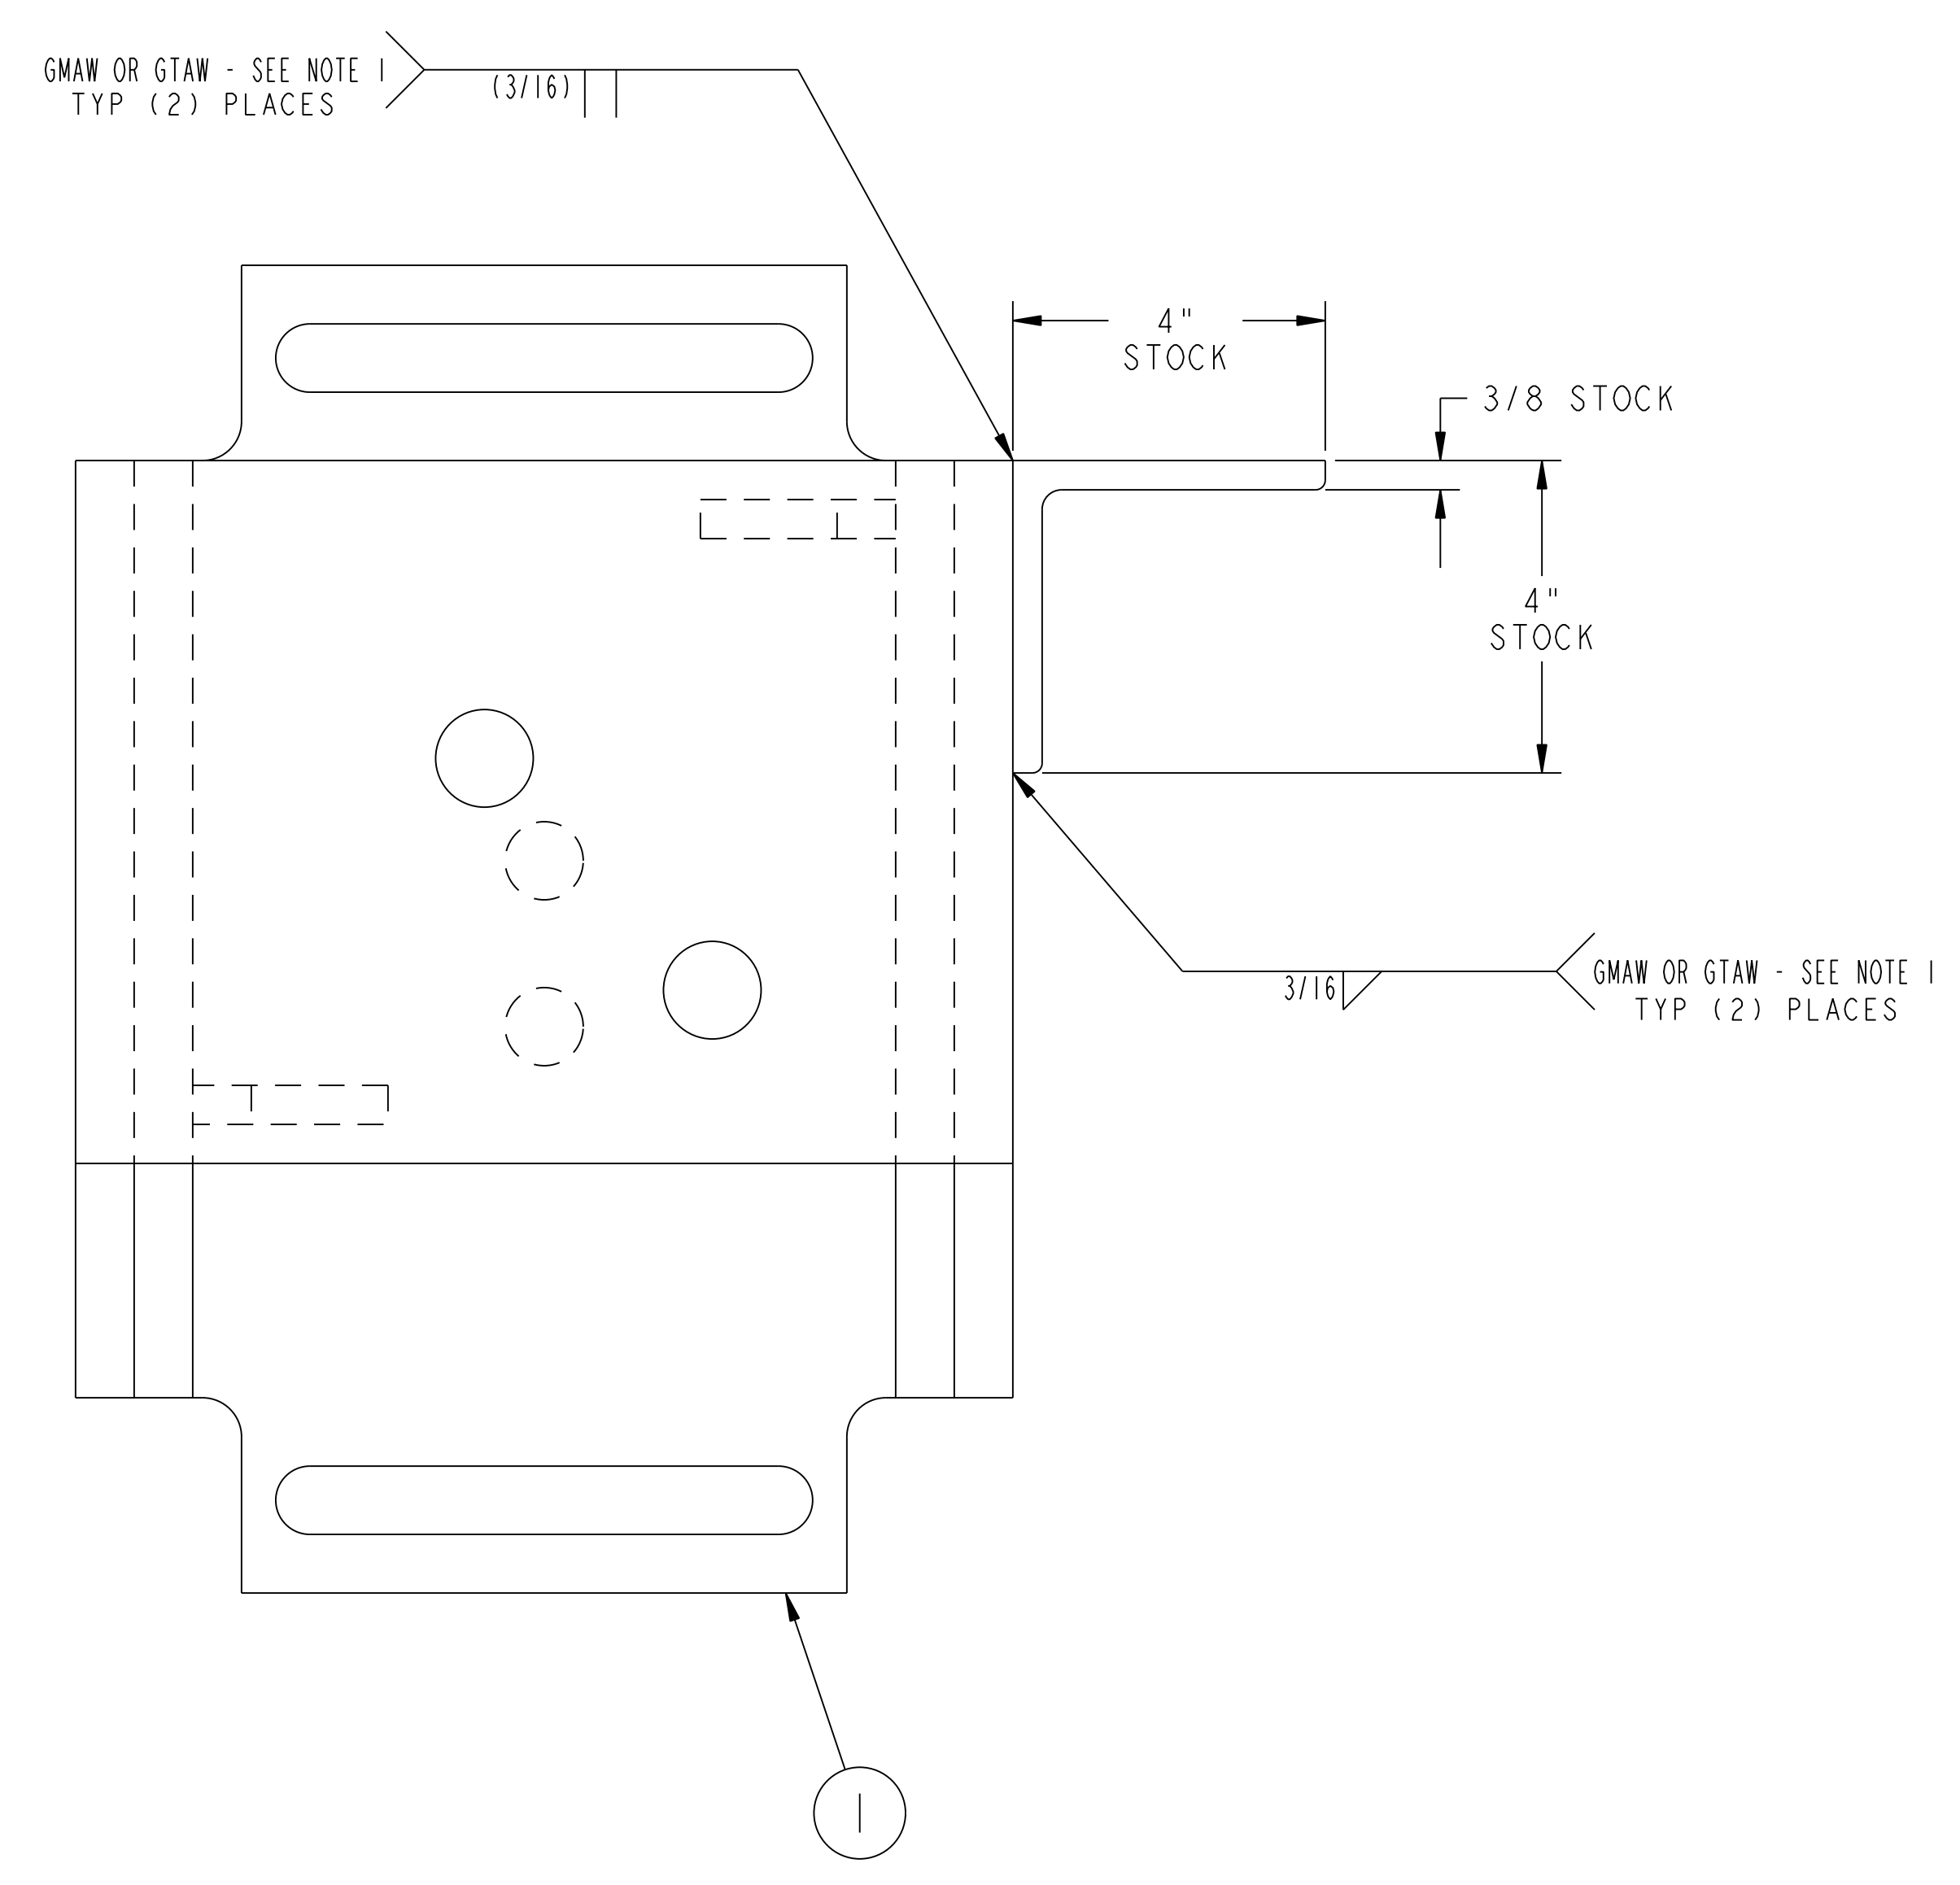 GMAW OR GTAW - SEE NOTE 1
TYP (2) PLACES
(3/16)
4"
STOCK
3/8 STOCK
4"
STOCK
3/16
GMAW OR GTAW - SEE NOTE 1
TYP (2) PLACES
1